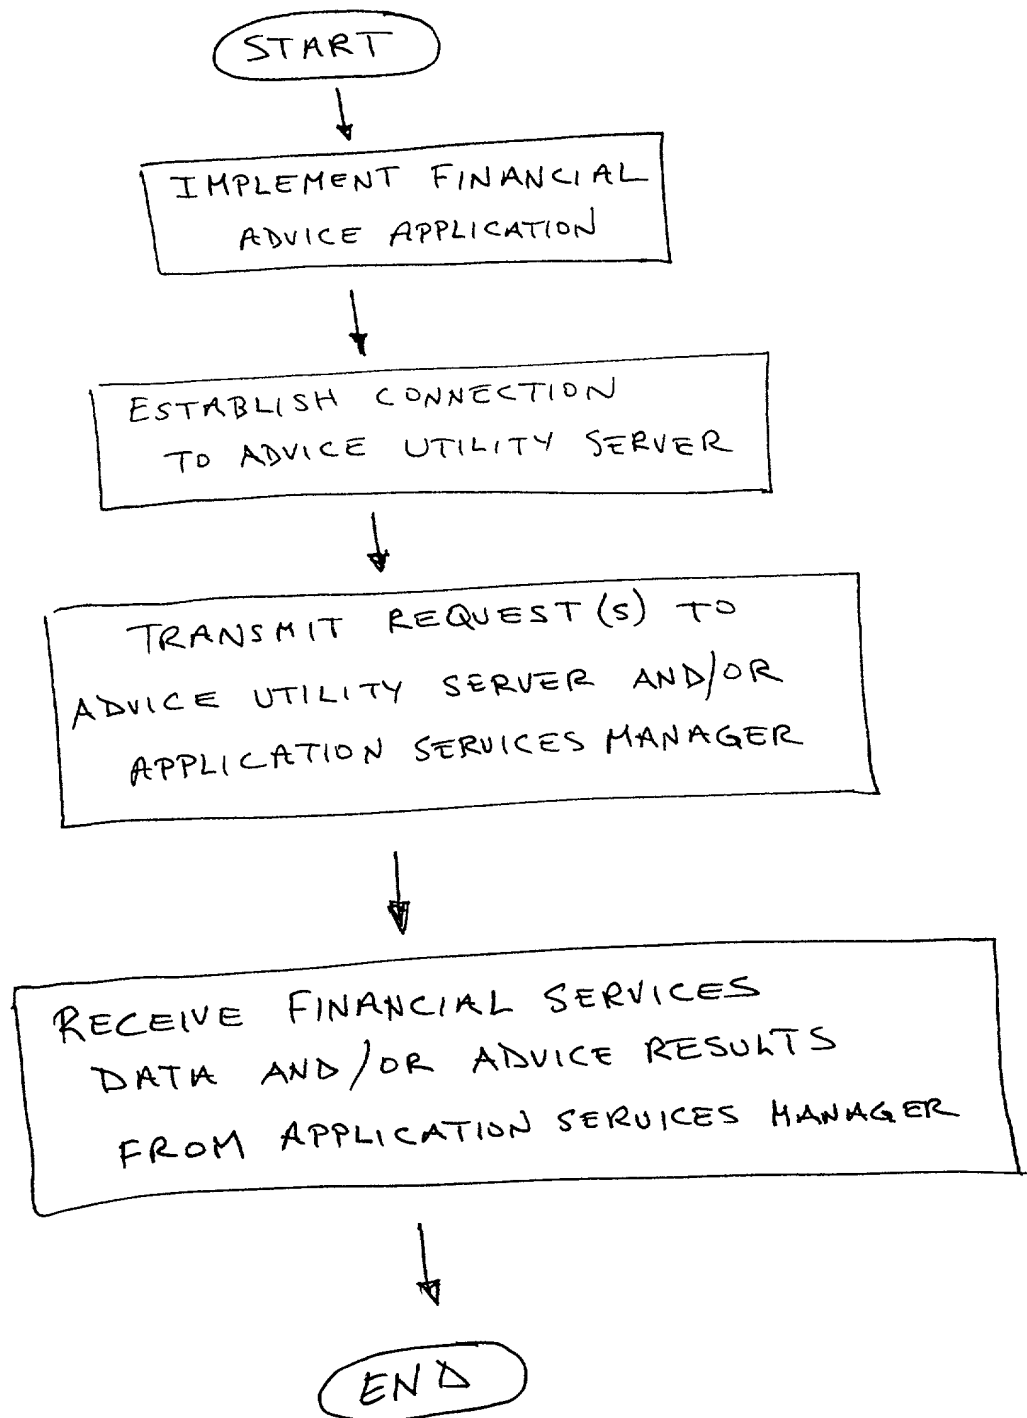 START
IMPLEMENT FINANCIAL
ADVICE APPLICATION
ESTABLISH CONNECTION
TO ADVICE UTILITY SERVER
TRANSMIT REQUEST(S) TO
ADVICE UTILITY SERVER AND/OR
APPLICATION SERVICES MANAGER
RECEIVE FINANCIAL SERVICES
DATA AND/OR ADVICE RESULTS
FROM APPLICATION SERVICES MANAGER
END